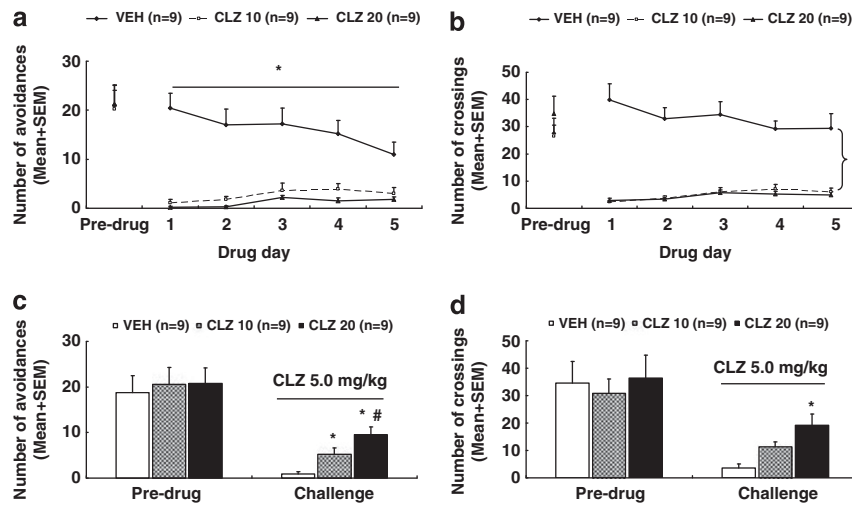 a
VEH (n=9) CLZ 10 (n=9) CLZ 20 (n=9)
Number of avoidances
(Mean+SEM)
30
20
10
0
*
Pre-drug 1 2 3 4 5
Drug day
b
VEH (n=9) CLZ 10 (n=9) CLZ 20 (n=9)
Number of crossings
(Mean+SEM)
50
40
30
20
10
0
Pre-drug 1 2 3 4 5
Drug day
c
VEH (n=9) CLZ 10 (n=9) CLZ 20 (n=9)
Number of avoidances
(Mean+SEM)
30
20
10
0
CLZ 5.0 mg/kg
* #
*
Pre-drug Challenge
d
VEH (n=9) CLZ 10 (n=9) CLZ 20 (n=9)
Number of crossings
(Mean+SEM)
50
40
30
20
10
0
CLZ 5.0 mg/kg
*
Pre-drug Challenge